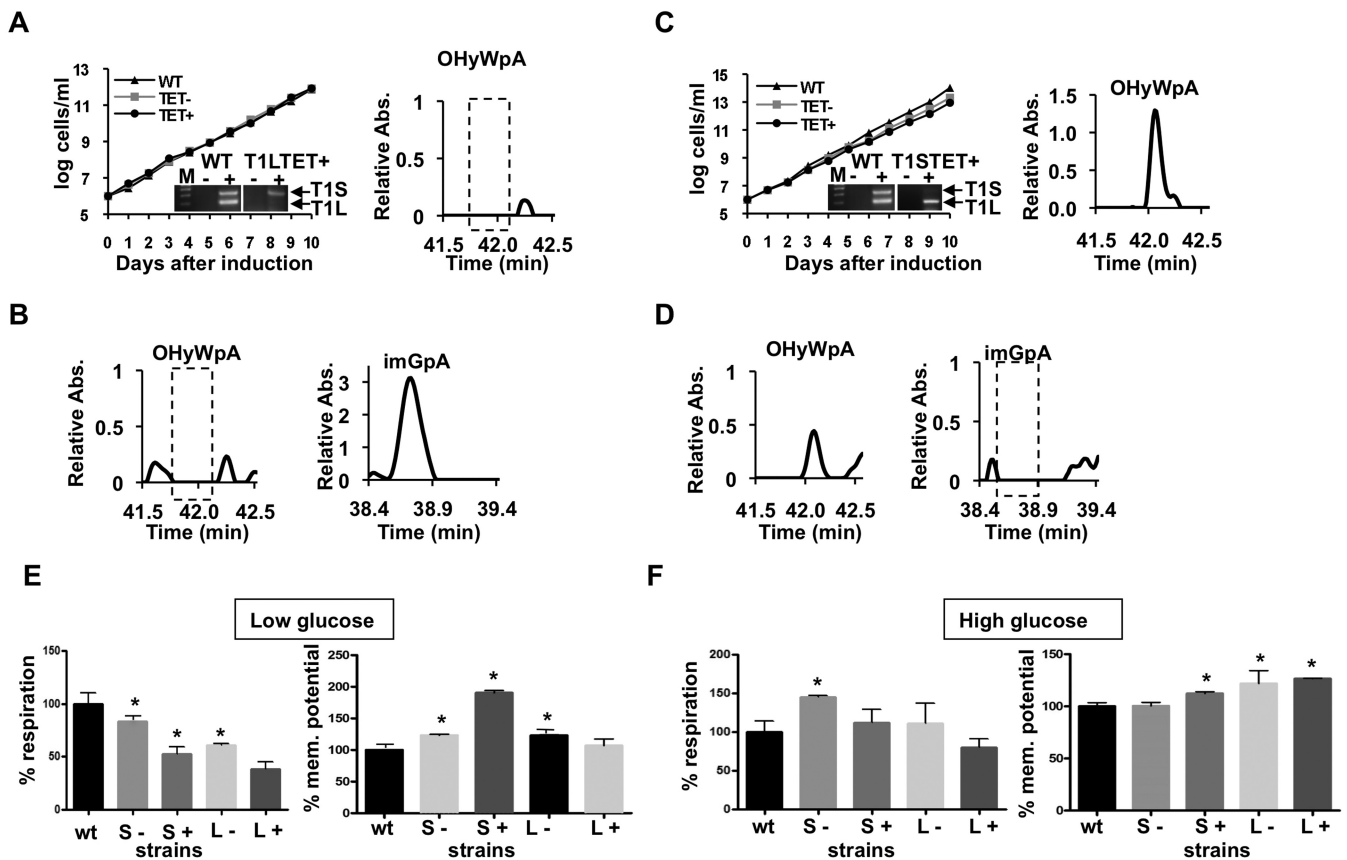 A
13
11
9
7
5
log cells/ml
WT
TET-
TET+
WT T1LTET+
M - + - +
T1S
T1L
0 1 2 3 4 5 6 7 8 9 10
Days after induction
OHyWpA
1
0.5
0
Relative Abs.
41.5 42.0 42.5
Time (min)
C
15
13
11
9
7
5
log cells/ml
WT
TET-
TET+
WT T1STET+
M - + - +
T1S
T1L
0 1 2 3 4 5 6 7 8 9 10
Days after induction
OHyWpA
1.5
1.0
0.5
0.0
Relative Abs.
41.5 42.0 42.5
Time (min)
B
OHyWpA
1
0.5
0
Relative Abs.
41.5 42.0 42.5
Time (min)
imGpA
3
2
1
0
Relative Abs.
38.4 38.9 39.4
Time (min)
D
OHyWpA
1
0.5
0
Relative Abs.
41.5 42.0 42.5
Time (min)
imGpA
1
0.5
0
Relative Abs.
38.4 38.9 39.4
Time (min)
E
Low glucose
150
100
50
0
% respiration
* * *
wt S - S + L - L +
strains
250
200
150
100
50
0
% mem. potential
* * *
wt S - S + L - L +
strains
F
High glucose
200
150
100
50
0
% respiration
*
wt S - S + L - L +
strains
150
100
50
0
% mem. potential
* * *
wt S - S + L - L +
strains